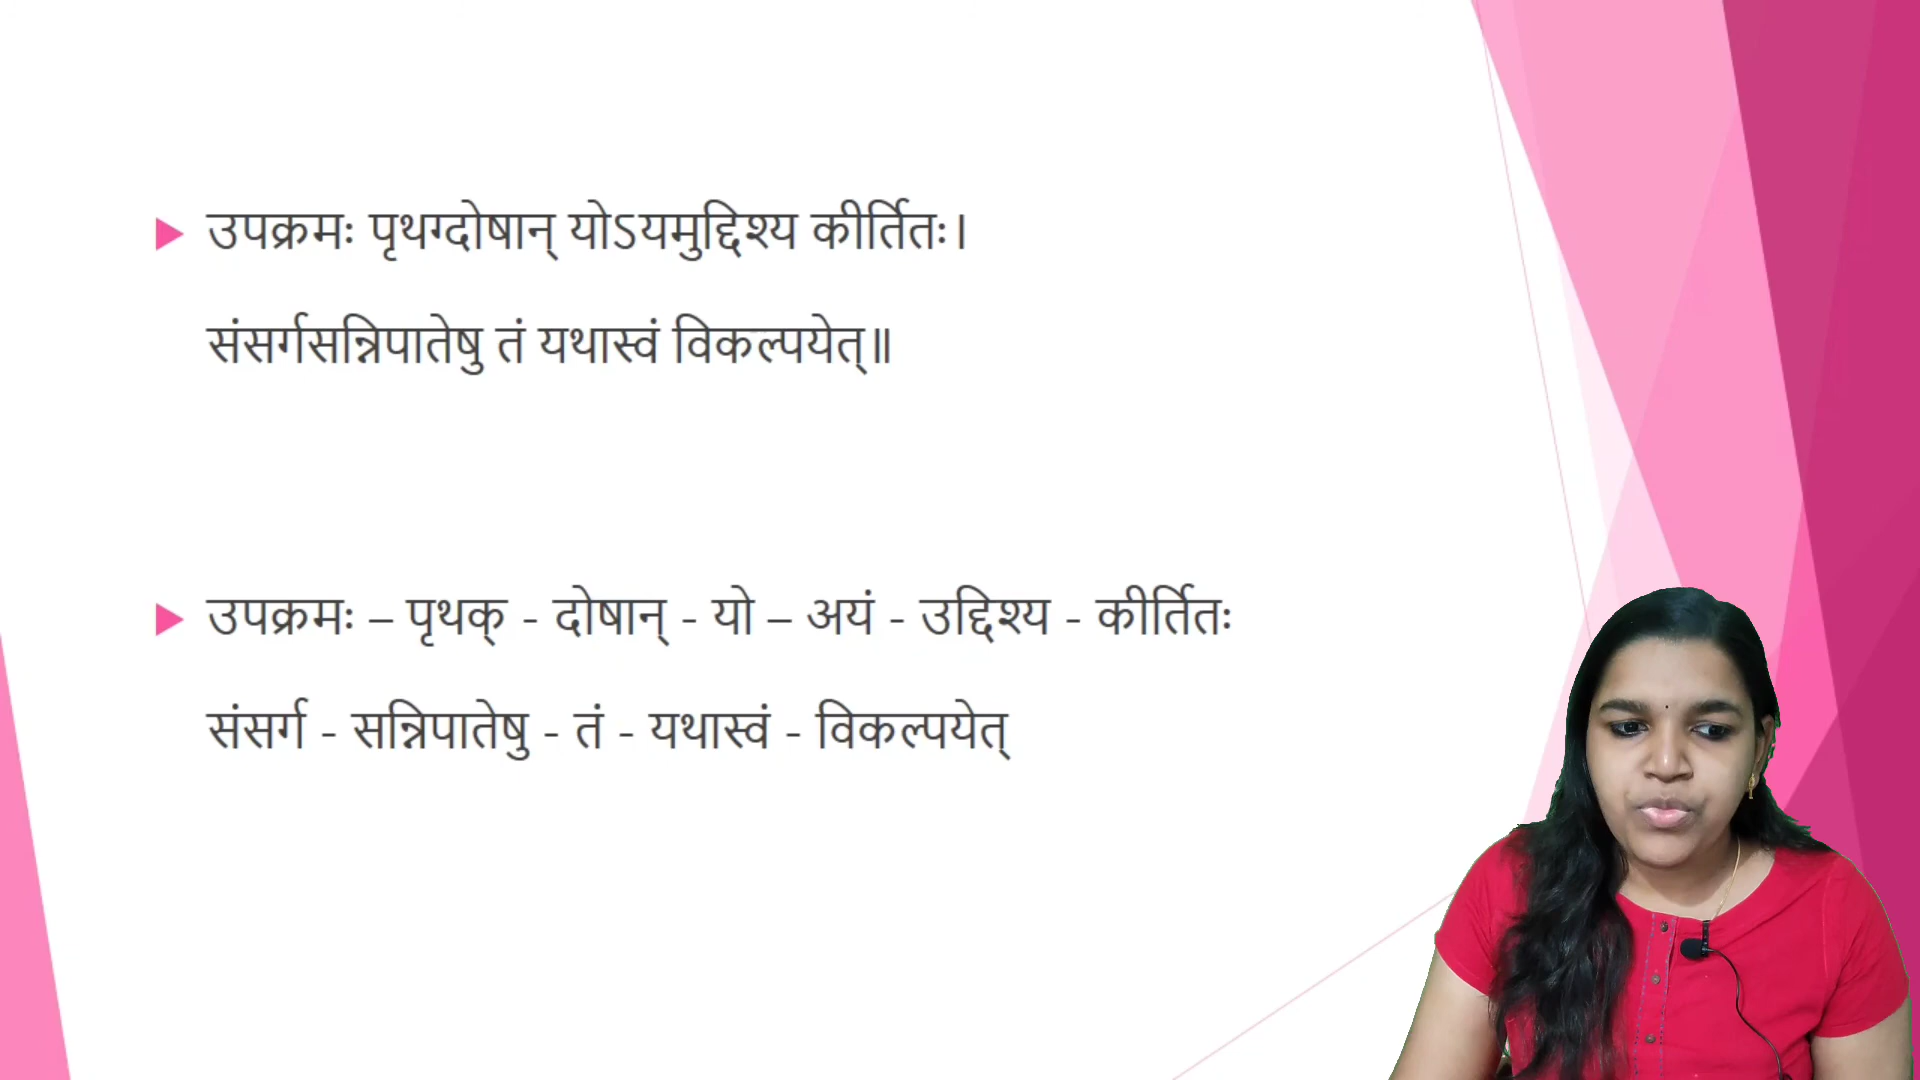 उपक्रमः पृथग्दोषान् योऽयमुद्दिश्य कीर्तितः।
संसर्गसन्निपातेषु तं यथास्वं विकल्पयेत्॥
उपक्रमः – पृथक् - दोषान् - यो – अयं - उद्दिश्य - कीर्तितः
संसर्ग - सन्निपातेषु - तं - यथास्वं - विकल्पयेत्